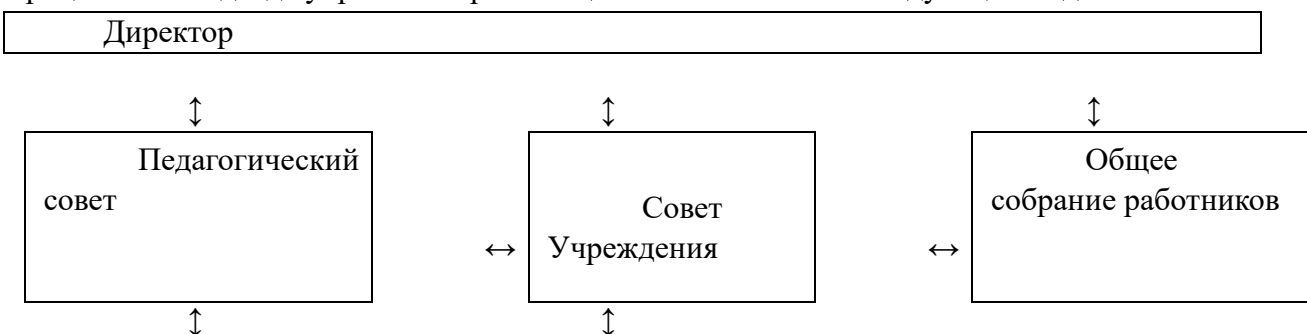 Директор
↕ ↕ ↕
Педагогический
совет
Совет
Учреждения
Общее
собрание работников
↔ ↔
↕ ↕